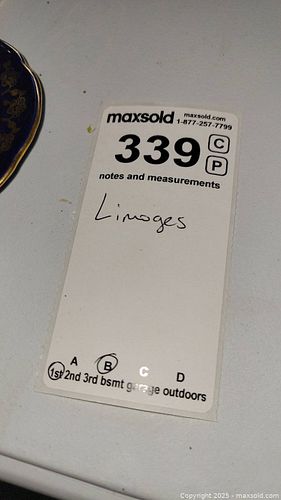 maxsold maxsold.com
1-877-257-7799
339 C
P
notes and measurements
Limoges
A B C D
1st 2nd 3rd bsmt garage outdoors
Copyright 2025 - maxsold.com